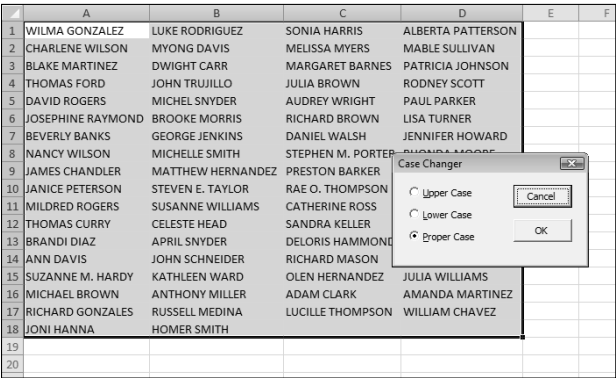 A B C D E F
1 WILMA GONZALEZ LUKE RODRIGUEZ SONIA HARRIS ALBERTA PATTERSON
2 CHARLENE WILSON MYONG DAVIS MELISSA MYERS MABLE SULLIVAN
3 BLAKE MARTINEZ DWIGHT CARR MARGARET BARNES PATRICIA JOHNSON
4 THOMAS FORD JOHN TRUJILLO JULIA BROWN RODNEY SCOTT
5 DAVID ROGERS MICHEL SNYDER AUDREY WRIGHT PAUL PARKER
6 JOSEPHINE RAYMOND BROOKE MORRIS RICHARD BROWN LISA TURNER
7 BEVERLY BANKS GEORGE JENKINS DANIEL WALSH JENNIFER HOWARD
8 NANCY WILSON MICHELLE SMITH STEPHEN M. PORTER RHONDA MOORE
Case Changer
9 JAMES CHANDLER MATTHEW HERNANDEZ PRESTON BARKER
10 JANICE PETERSON STEVEN E. TAYLOR RAE O. THOMPSON
Upper Case Cancel
11 MILDRED ROGERS SUSANNE WILLIAMS CATHERINE ROSS
Lower Case
12 THOMAS CURRY CELESTE HEAD SANDRA KELLER
Proper Case OK
13 BRANDI DIAZ APRIL SNYDER DELORIS HAMMOND
14 ANN DAVIS JOHN SCHNEIDER RICHARD MASON
15 SUZANNE M. HARDY KATHLEEN WARD OLEN HERNANDEZ JULIA WILLIAMS
16 MICHAEL BROWN ANTHONY MILLER ADAM CLARK AMANDA MARTINEZ
17 RICHARD GONZALES RUSSELL MEDINA LUCILLE THOMPSON WILLIAM CHAVEZ
18 JONI HANNA HOMER SMITH
19
20